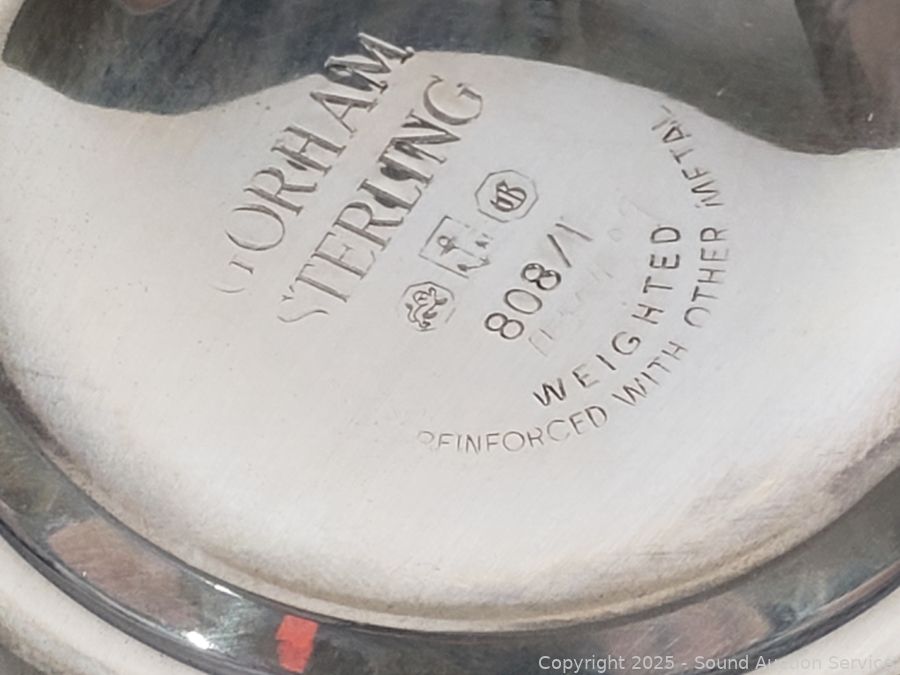 GORHAM
STERLING
808/1
WEIGHTED
REINFORCED WITH OTHER METAL
Copyright 2025 - Sound Auction Service